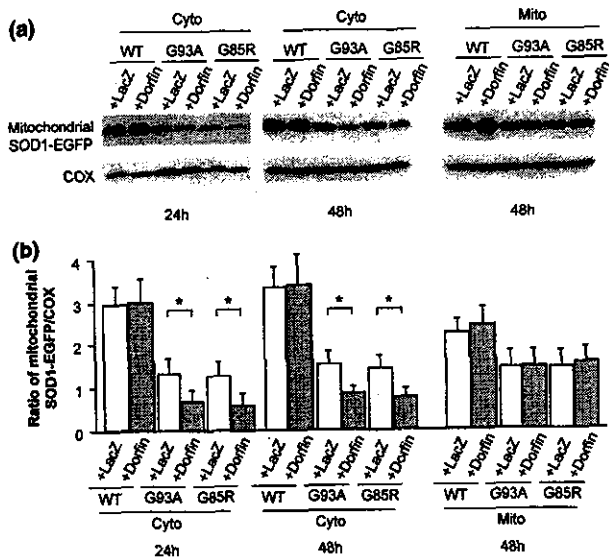 (a)
Cyto Cyto Mito
WT G93A G85R WT G93A G85R WT G93A G85R
+LacZ +Dorfin +LacZ +Dorfin +LacZ +Dorfin +LacZ +Dorfin +LacZ +Dorfin +LacZ +Dorfin +LacZ +Dorfin +LacZ +Dorfin +LacZ +Dorfin
Mitochondrial
SOD1-EGFP
COX
24h 48h 48h
(b)
Ratio of mitochondrial
SOD1-EGFP/COX
4
3
2
1
0
* * * *
+LacZ +Dorfin +LacZ +Dorfin +LacZ +Dorfin +LacZ +Dorfin +LacZ +Dorfin +LacZ +Dorfin +LacZ +Dorfin +LacZ +Dorfin +LacZ +Dorfin
WT G93A G85R WT G93A G85R WT G93A G85R
Cyto Cyto Mito
24h 48h 48h